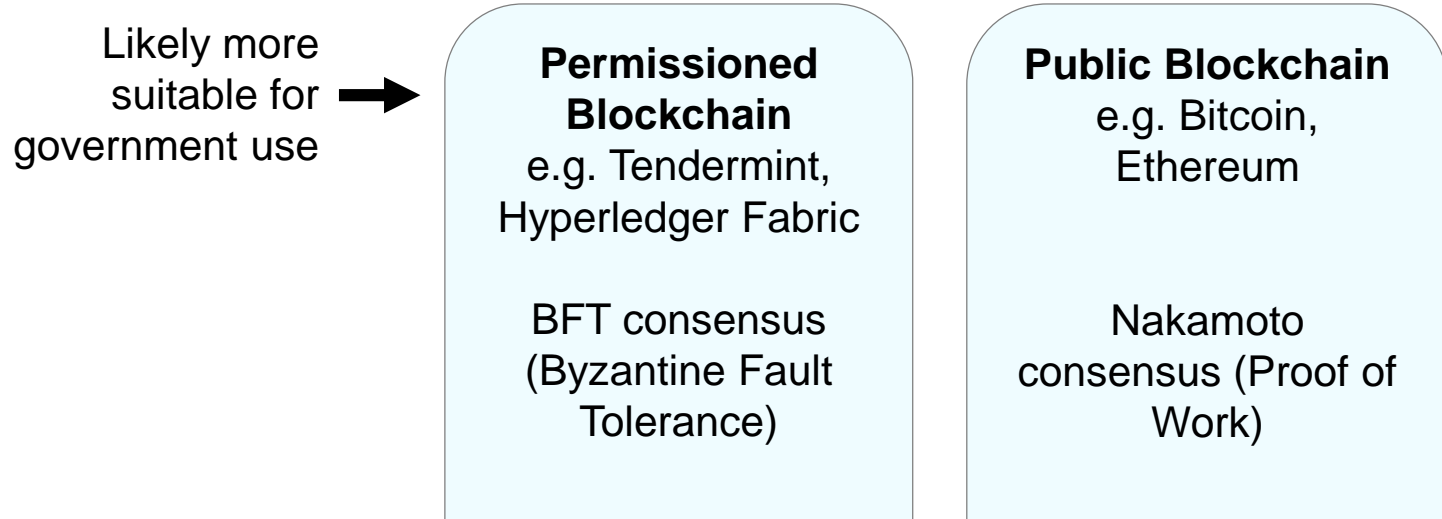 Likely more
suitable for
government use
Permissioned
Blockchain
e.g. Tendermint,
Hyperledger Fabric
BFT consensus
(Byzantine Fault
Tolerance)
Public Blockchain
e.g. Bitcoin,
Ethereum
Nakamoto
consensus (Proof of
Work)